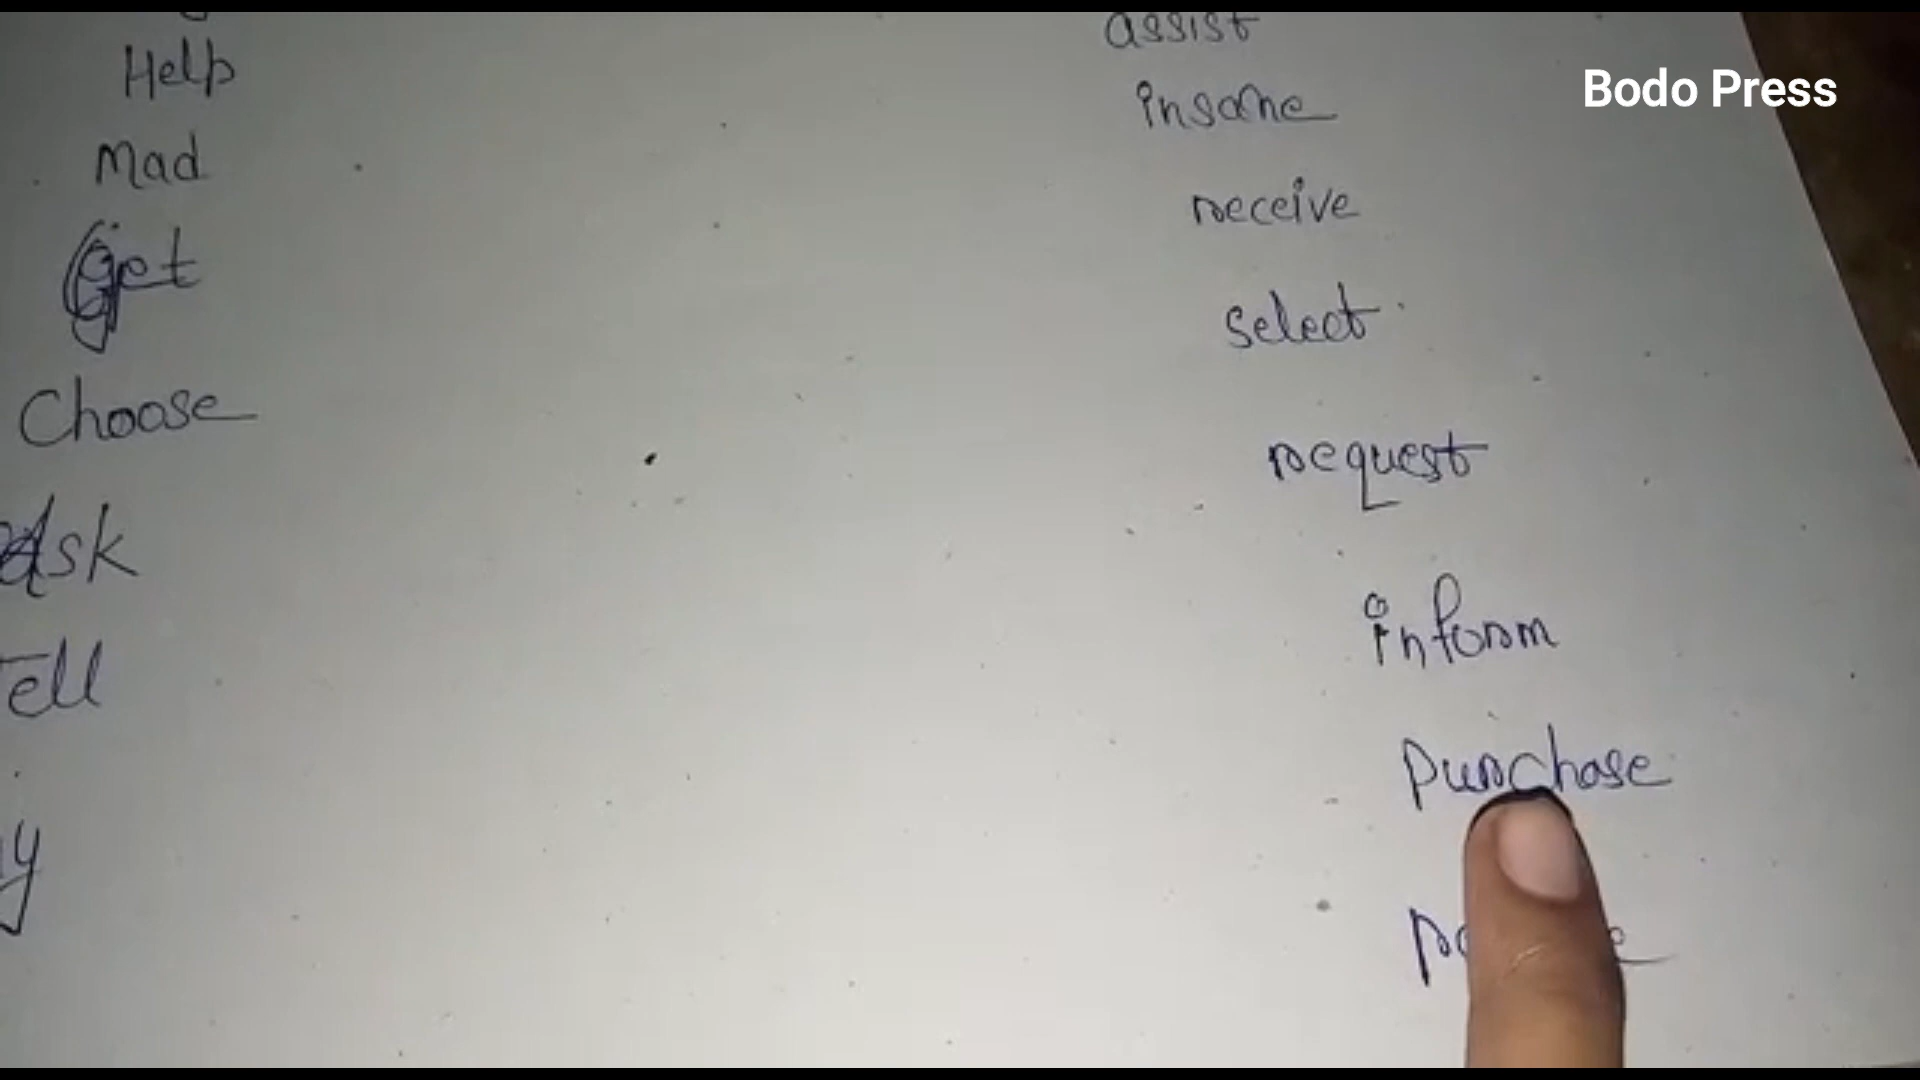 assist
Help
insane
Bodo Press
Mad
receive
Get
select
Choose
request
Ask
Tell
inform
purchase